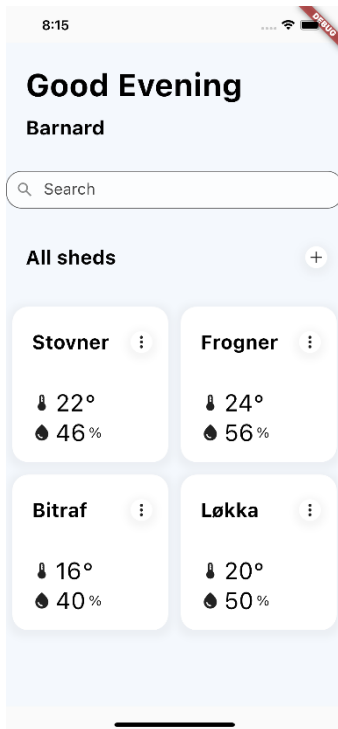 8:15
DEBUG
Good Evening
Barnard
Search
All sheds
Stovner
22°
46 %
Frogner
24°
56 %
Bitraf
16°
40 %
Løkka
20°
50 %